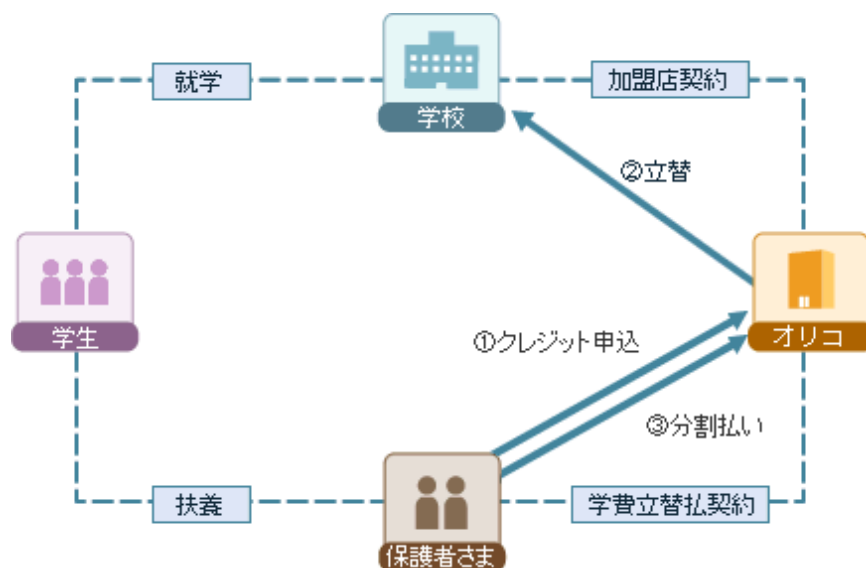 就学
加盟店契約
学校
②立替
学生
①クレジット申込
オリコ
③分割払い
扶養
学費立替払契約
保護者さま